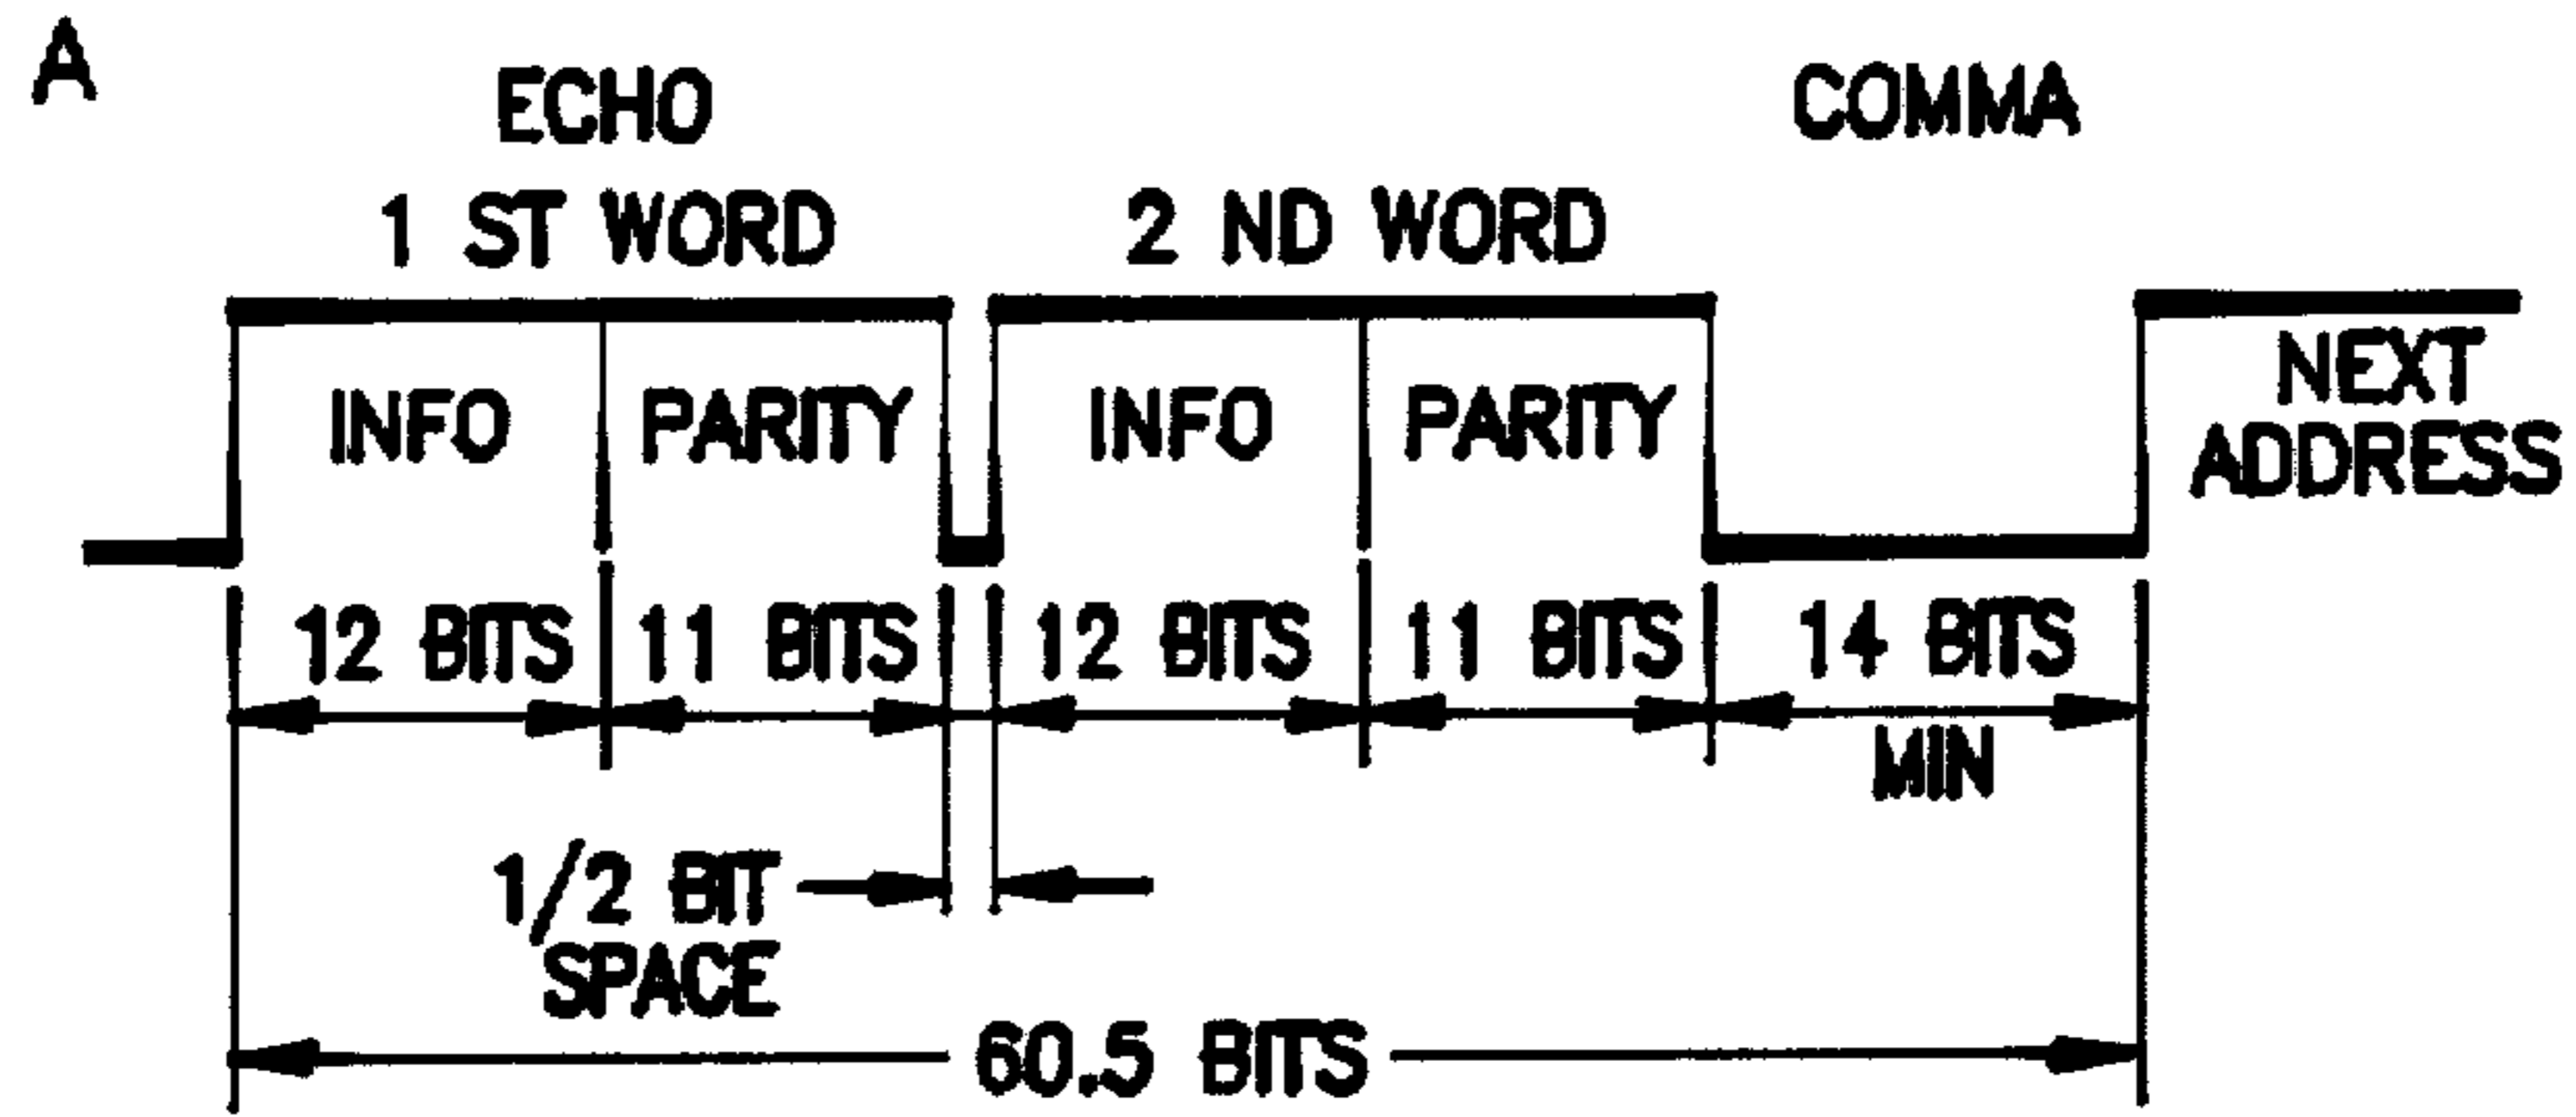 A
ECHO
COMMA
1 ST WORD
2 ND WORD
INFO
PARITY
INFO
PARITY
NEXT
ADDRESS
12 BITS
11 BITS
12 BITS
11 BITS
14 BITS
MIN
1/2 BIT
SPACE
60.5 BITS